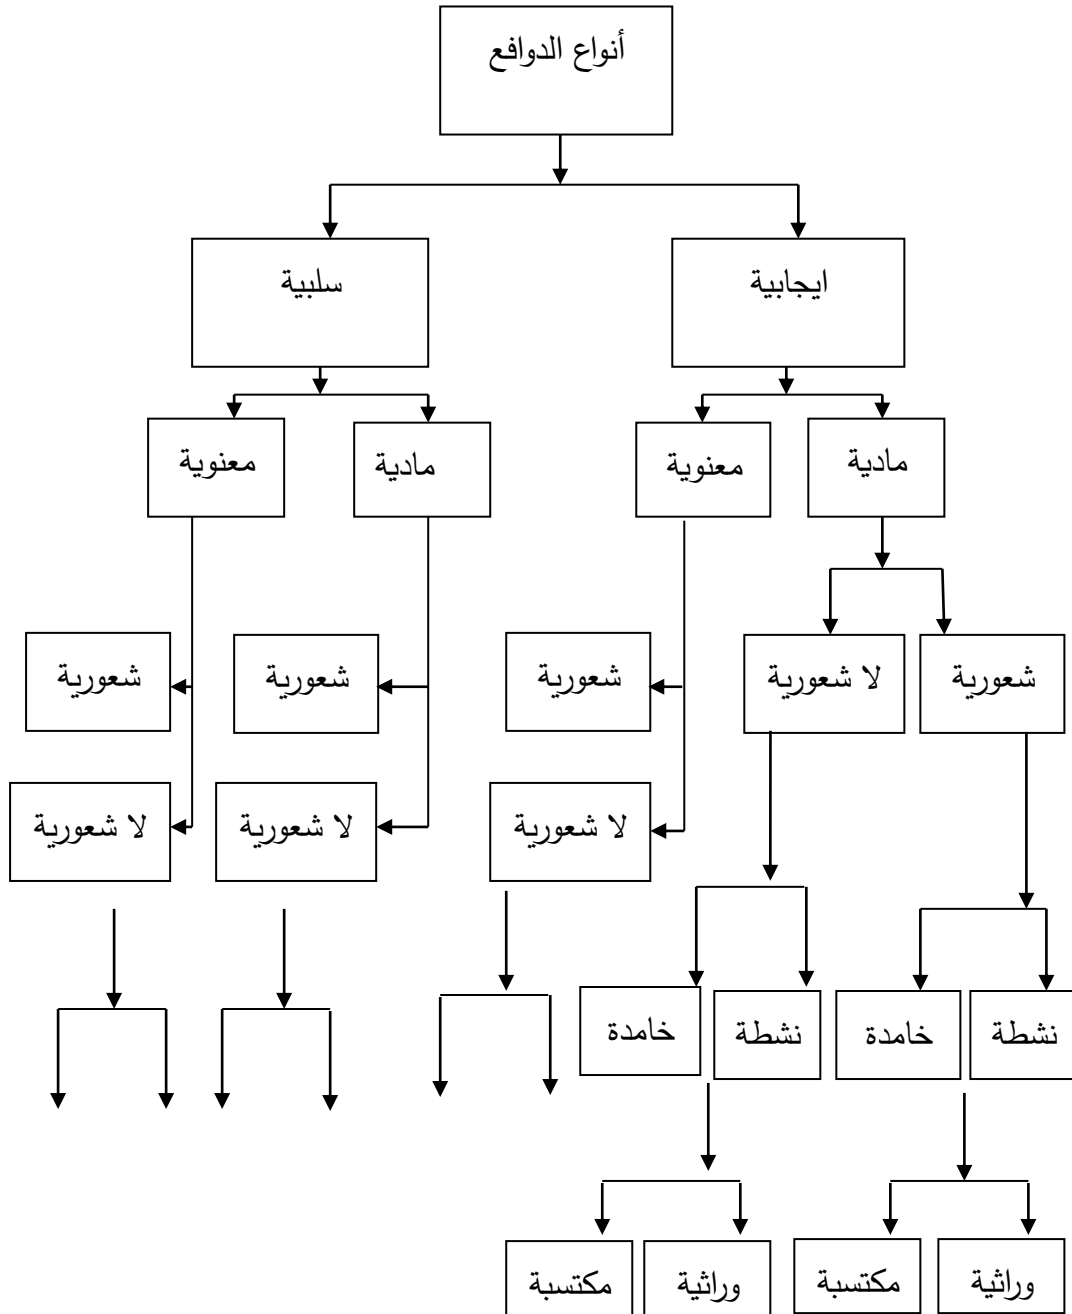 أنواع الدوافع
ايجابية
سلبية
مادية
معنوية
مادية
معنوية
شعورية
لا شعورية
شعورية
شعورية
شعورية
لا شعورية
لا شعورية
لا شعورية
نشطة
خامدة
نشطة
خامدة
وراثية
مكتسبة
وراثية
مكتسبة